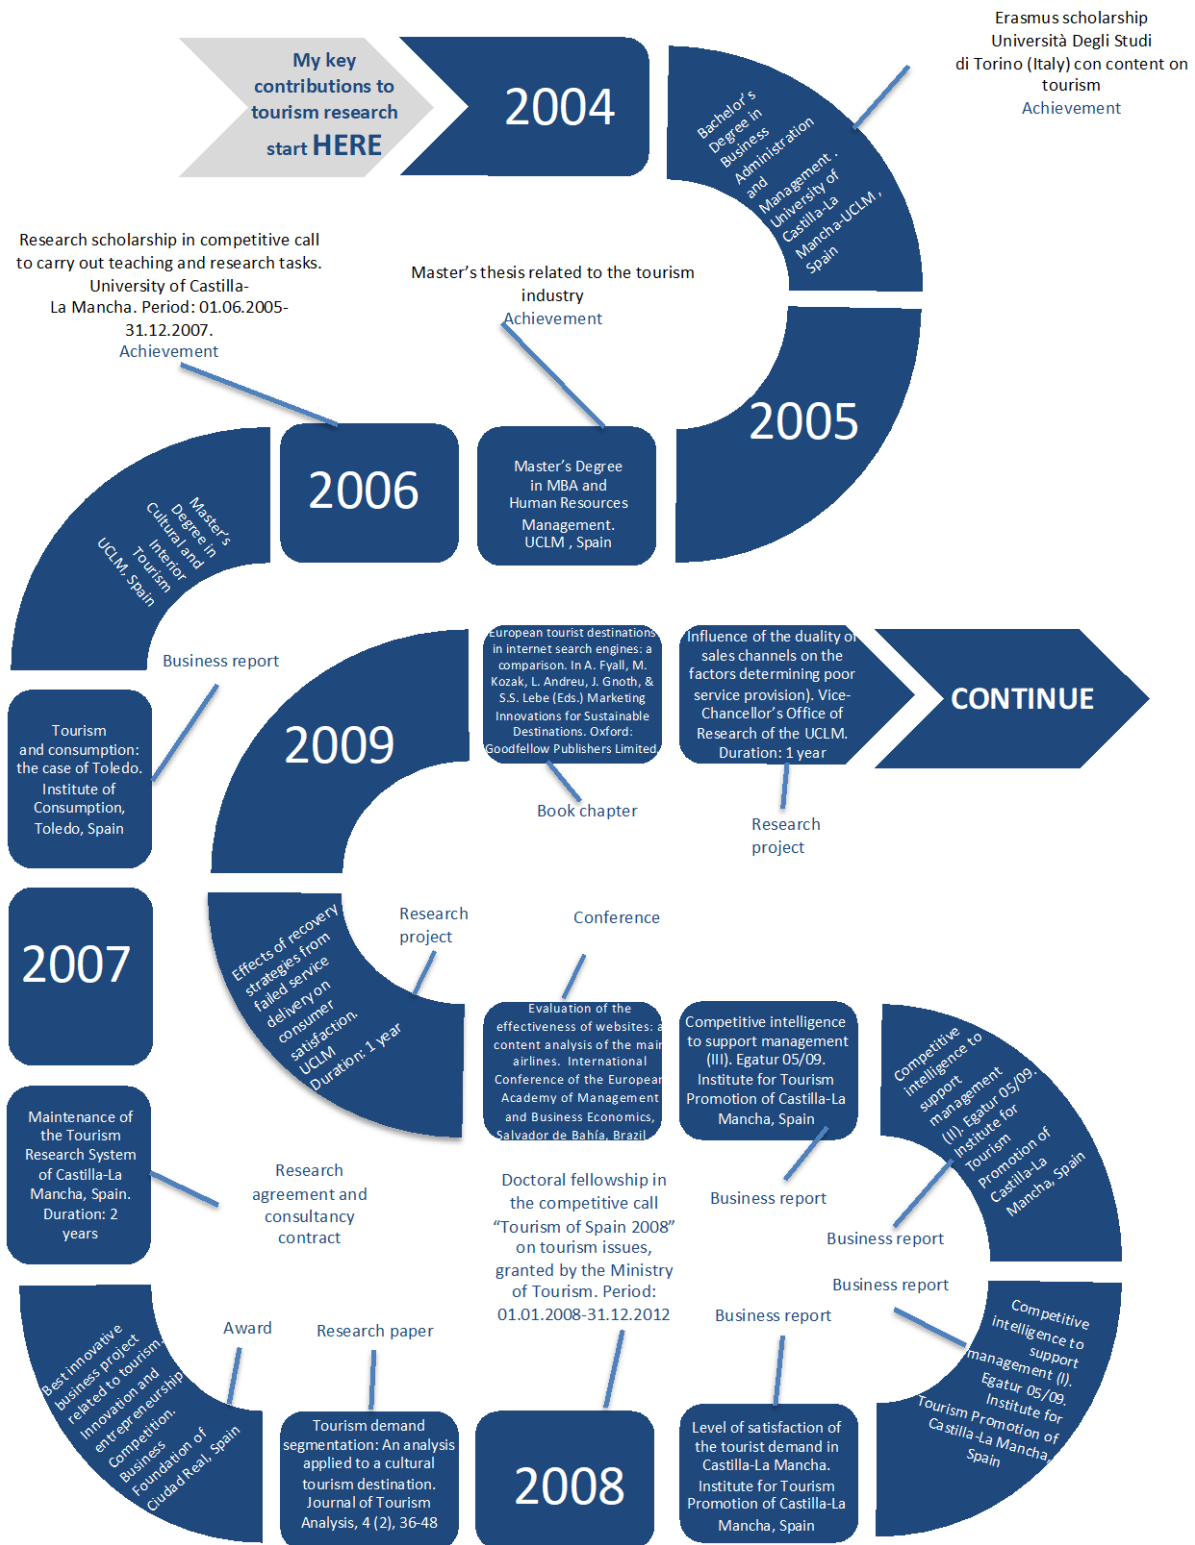 My key
contributions to
tourism research
start HERE
2004
Erasmus scholarship
Università Degli Studi
di Torino (Italy) con content on
tourism
Achievement
Bachelor's
Degree in
Business
Administration
and
Management .
University of
Castilla-La
Mancha-UCLM ,
Spain
2005
Master's thesis related to the tourism
industry
Achievement
Master's Degree
in MBA and
Human Resources
Management.
UCLM , Spain
Research scholarship in competitive call
to carry out teaching and research tasks.
University of Castilla-
La Mancha. Period: 01.06.2005-
31.12.2007.
Achievement
2006
Master's
Degree in
Cultural and
Interior
Tourism
UCLM, Spain
Business report
Tourism
and consumption:
the case of Toledo.
Institute of
Consumption,
Toledo, Spain
2007
Maintenance of
the Tourism
Research System
of Castilla-La
Mancha, Spain.
Duration: 2
years
Research
agreement and
consultancy
contract
Best innovative
business project
related to tourism.
Innovation and
entrepreneurship
Competition.
Business
Foundation of
Ciudad Real, Spain
Award
Research paper
Tourism demand
segmentation: An analysis
applied to a cultural
tourism destination.
Journal of Tourism
Analysis, 4 (2), 36-48
Doctoral fellowship in
the competitive call
“Tourism of Spain 2008”
on tourism issues,
granted by the Ministry
of Tourism. Period:
01.01.2008-31.12.2012
2008
Business report
Level of satisfaction of
the tourist demand in
Castilla-La Mancha.
Institute for Tourism
Promotion of Castilla-La
Mancha, Spain
Business report
Competitive
intelligence to
support
management (I).
Egatur 05/09.
Institute for
Tourism Promotion of
Castilla-La Mancha,
Spain
Business report
Competitive
intelligence to
support
management
(II). Egatur 05/09.
Institute for
Tourism
Promotion of
Castilla-La
Mancha, Spain
Business report
Competitive intelligence
to support management
(III). Egatur 05/09.
Institute for Tourism
Promotion of Castilla-La
Mancha, Spain
Conference
Evaluation of the
effectiveness of websites: a
content analysis of the main
airlines. International
Conference of the European
Academy of Management
and Business Economics,
Salvador de Bahía, Brazil
Research
project
Effects of recovery
strategies from
failed service
delivery on
consumer
satisfaction.
UCLM
Duration: 1 year
2009
European tourist destinations
in internet search engines: a
comparison. In A. Fyall, M.
Kozak, L. Andreu, J. Gnoth, &
S.S. Lebe (Eds.) Marketing
Innovations for Sustainable
Destinations. Oxford:
Goodfellow Publishers Limited
Book chapter
Influence of the duality of
sales channels on the
factors determining poor
service provision). Vice-
Chancellor's Office of
Research of the UCLM.
Duration: 1 year
Research
project
CONTINUE